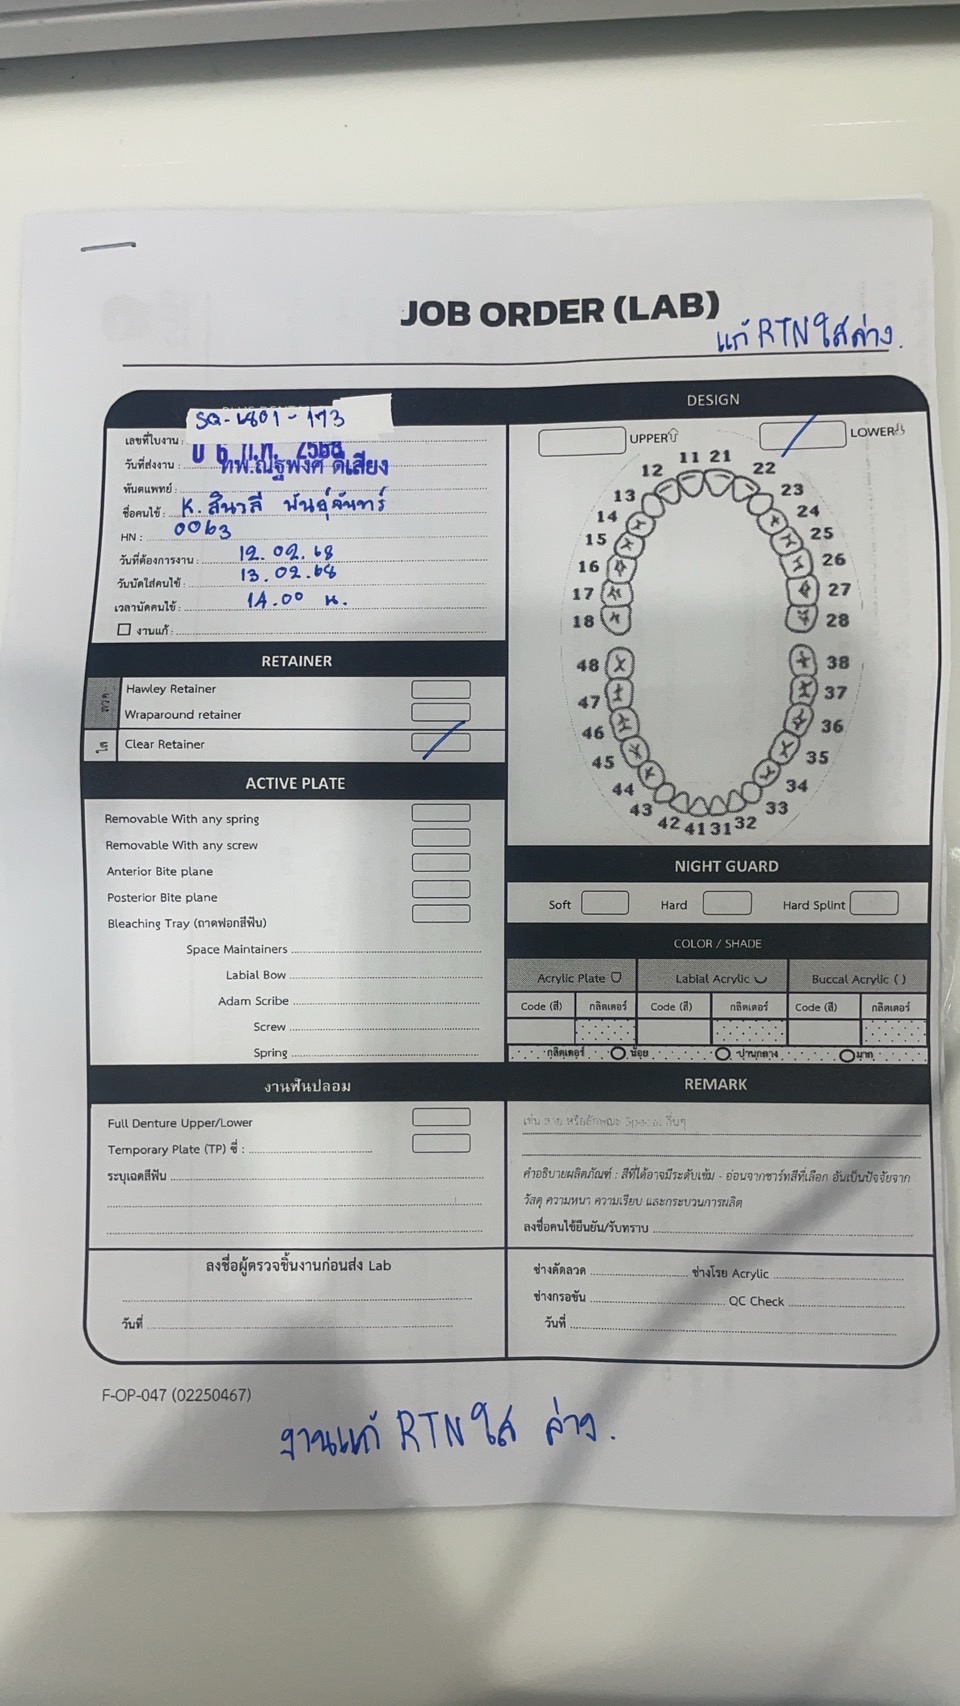 JOB ORDER (LAB)
แก้ RTN ใส ล่าง.
SQ-6801-173
เลขที่ใบงาน :
วันที่ส่งงาน : 0 6 ก.พ. 2568
ทันตแพทย์ : ทพ.ณัฐพงศ์ ดีเสียง
ชื่อคนไข้ : K. สินวลี พันธุ์จันทร์
HN : 0063
วันที่ต้องการงาน : 12.02.68
วันนัดใส่คนไข้ : 13.02.68
เวลานัดคนไข้ : 14.00 น.
งานแก้ :
RETAINER
ลวด
Hawley Retainer
Wraparound retainer
ใส
Clear Retainer
ACTIVE PLATE
Removable With any spring
Removable With any screw
Anterior Bite plane
Posterior Bite plane
Bleaching Tray (ถาดฟอกสีฟัน)
Space Maintainers
Labial Bow
Adam Scribe
Screw
Spring
งานฟันปลอม
Full Denture Upper/Lower
Temporary Plate (TP) ซี่ :
ระบุเฉดสีฟัน
ลงชื่อผู้ตรวจชิ้นงานก่อนส่ง Lab
วันที่
DESIGN
UPPER
LOWER
11 21
12 22
13 23
14 24
15 25
16 26
17 27
18 28
48 38
47 37
46 36
45 35
44 34
43 33
42 41 31 32
NIGHT GUARD
Soft Hard Hard Splint
COLOR / SHADE
Acrylic Plate Labial Acrylic Buccal Acrylic ( )
Code (สี) กลิตเตอร์ Code (สี) กลิตเตอร์ Code (สี) กลิตเตอร์
กลิตเตอร์ น้อย ปานกลาง มาก
REMARK
เช่น ลาย หรือลักษณะ Special อื่นๆ
คำอธิบายผลิตภัณฑ์ : สีที่ได้อาจมีระดับเข้ม - อ่อนจากชาร์ทสีที่เลือก อันเป็นปัจจัยจาก
วัสดุ ความหนา ความเรียบ และกระบวนการผลิต
ลงชื่อคนไข้ยืนยัน/รับทราบ
ช่างดัดลวด ช่างโรย Acrylic
ช่างกรอขัน QC Check
วันที่
F-OP-047 (02250467)
งานแก้ RTN ใส ล่าง.